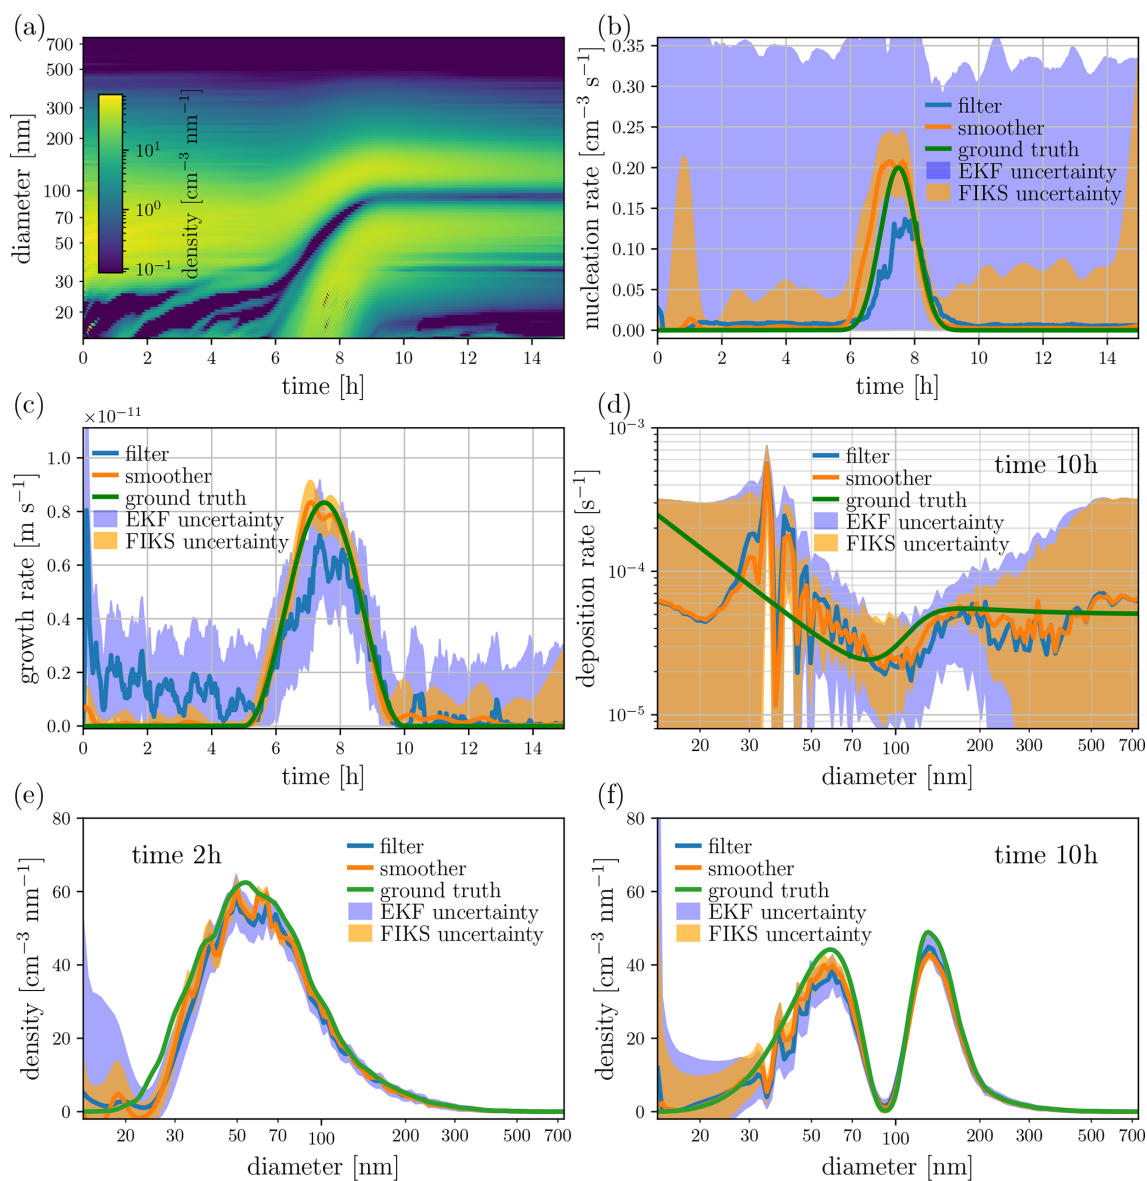 (a)
diameter [nm]
700
500
300
200
100
70
50
30
20
10¹
10⁰
10⁻¹
density [cm⁻³ nm⁻¹]
0 2 4 6 8 10 12 14
time [h]
(b)
nucleation rate [cm⁻³ s⁻¹]
0.35
0.30
0.25
0.20
0.15
0.10
0.05
0.00
filter
smoother
ground truth
EKF uncertainty
FIKS uncertainty
0 2 4 6 8 10 12 14
time [h]
(c)
×10⁻¹¹
growth rate [m s⁻¹]
1.0
0.8
0.6
0.4
0.2
0.0
filter
smoother
ground truth
EKF uncertainty
FIKS uncertainty
0 2 4 6 8 10 12 14
time [h]
(d)
deposition rate [s⁻¹]
10⁻³
10⁻⁴
10⁻⁵
filter
smoother
ground truth
EKF uncertainty
FIKS uncertainty
time 10h
20 30 50 70 100 200 300 500 700
diameter [nm]
(e)
density [cm⁻³ nm⁻¹]
80
60
40
20
0
time 2h
filter
smoother
ground truth
EKF uncertainty
FIKS uncertainty
20 30 50 70 100 200 300 500 700
diameter [nm]
(f)
density [cm⁻³ nm⁻¹]
80
60
40
20
0
filter
smoother
ground truth
EKF uncertainty
FIKS uncertainty
time 10h
20 30 50 70 100 200 300 500 700
diameter [nm]